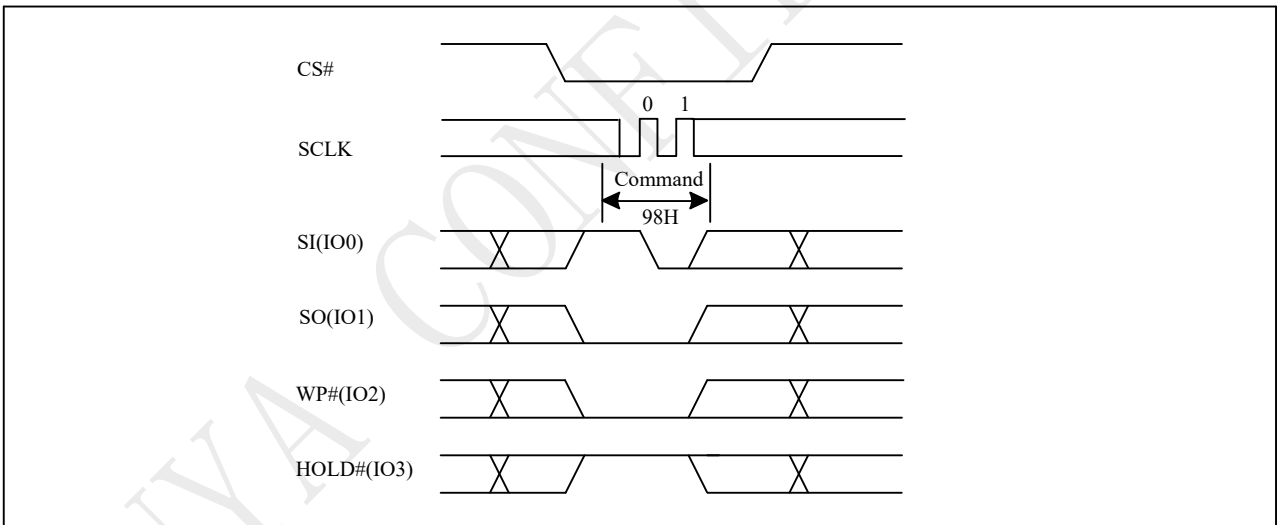 CS#
0 1
SCLK
Command
98H
SI(IO0)
SO(IO1)
WP#(IO2)
HOLD#(IO3)